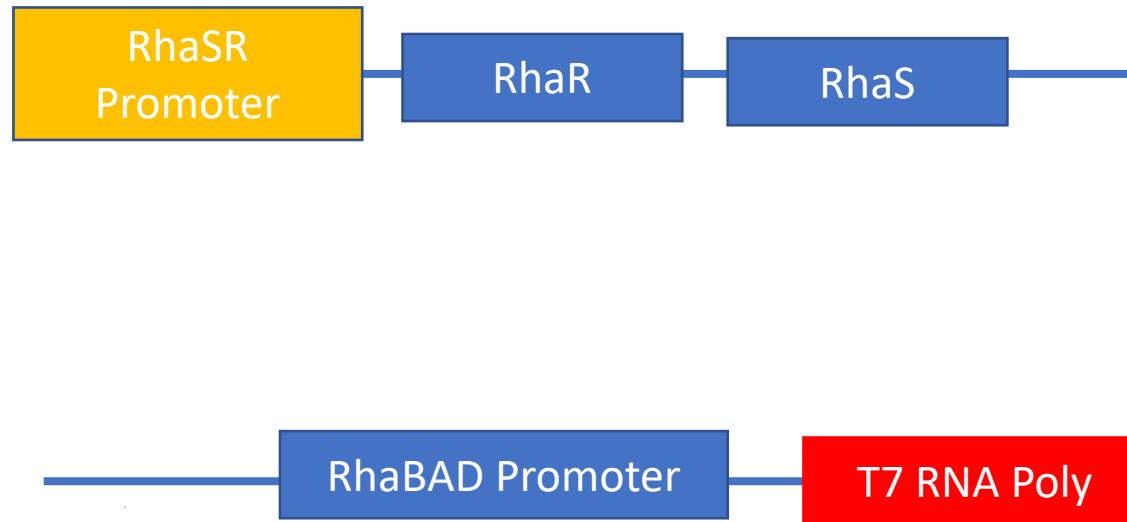 RhaSR
Promoter
RhaR
RhaS
RhaBAD Promoter
T7 RNA Poly